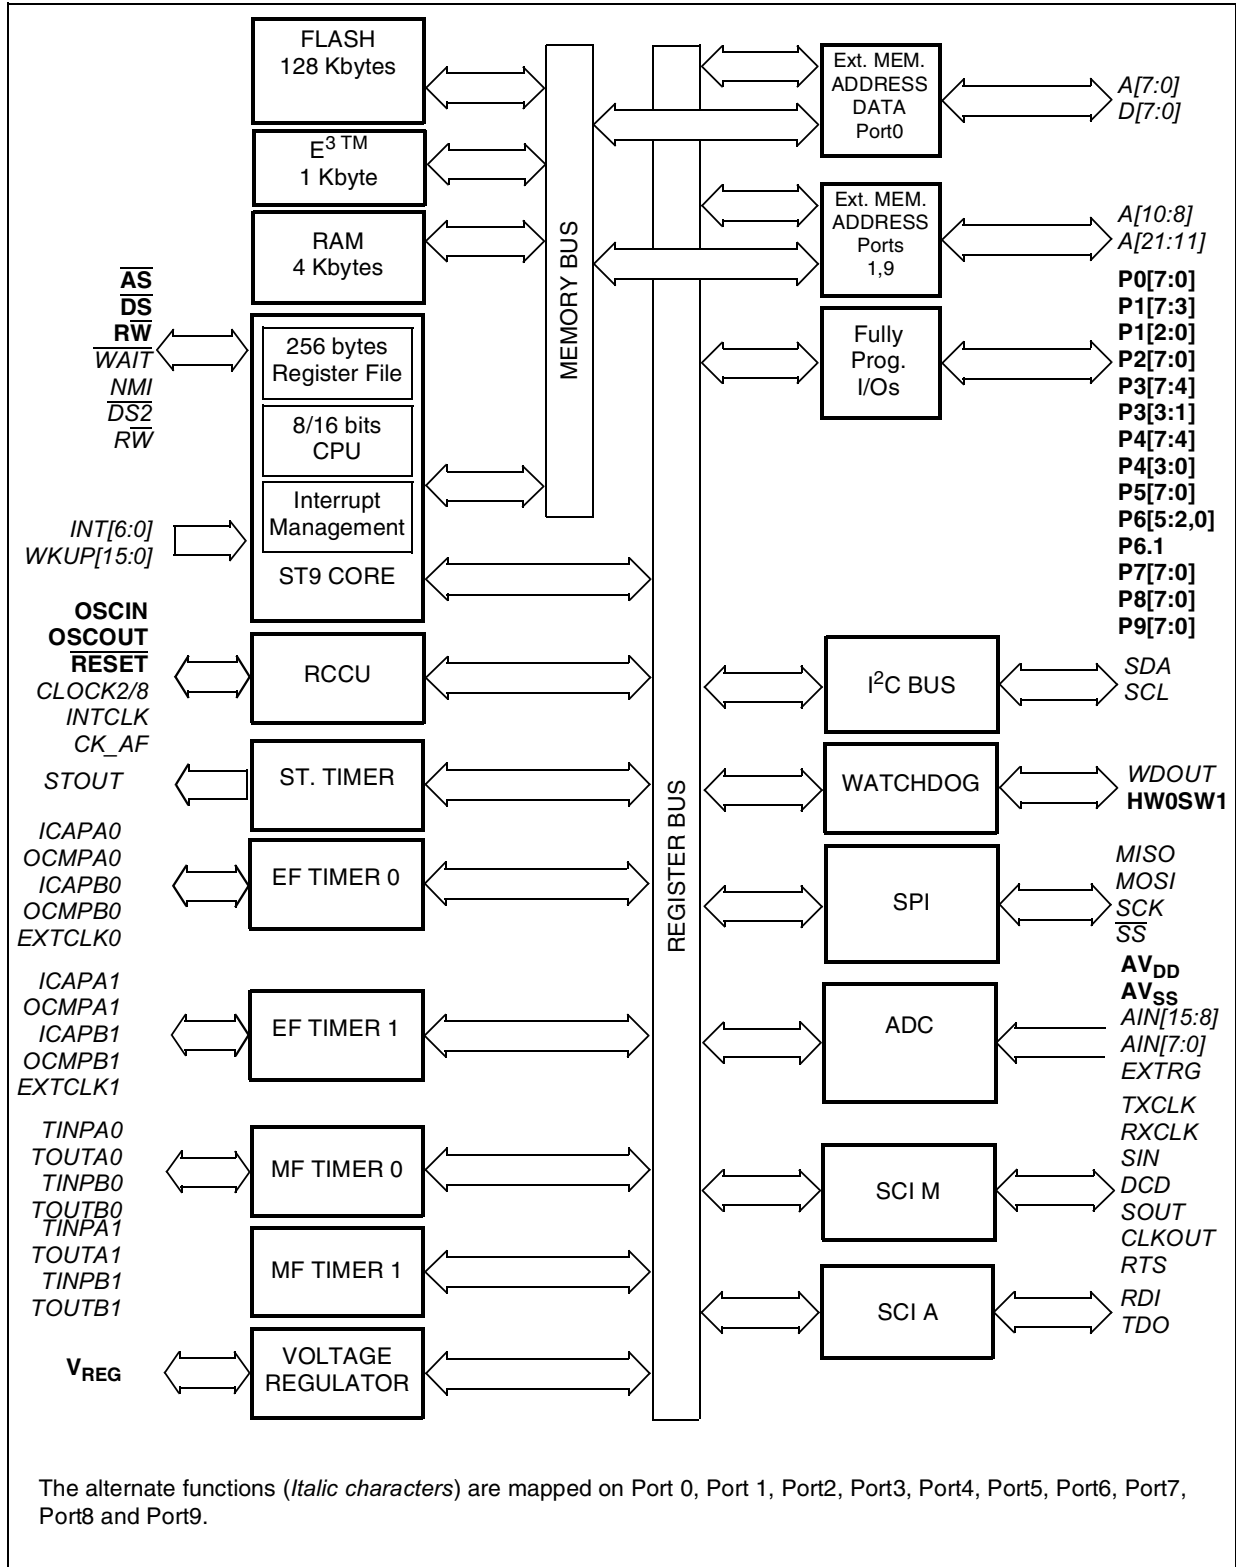 FLASH
128 Kbytes
E3 TM
1 Kbyte
RAM
4 Kbytes
A̅S̅
D̅S̅
RW̅
W̅A̅I̅T̅
NMI
D̅S̅2̅
RW̅
256 bytes
Register File
8/16 bits
CPU
Interrupt
Management
ST9 CORE
INT[6:0]
WKUP[15:0]
OSCIN
OSCOUT
R̅E̅S̅E̅T̅
CLOCK2/8
INTCLK
CK_AF
RCCU
STOUT
ST. TIMER
ICAPA0
OCMPA0
ICAPB0
OCMPB0
EXTCLK0
EF TIMER 0
ICAPA1
OCMPA1
ICAPB1
OCMPB1
EXTCLK1
EF TIMER 1
TINPA0
TOUTA0
TINPB0
TOUTB0
MF TIMER 0
TINPA1
TOUTA1
TINPB1
TOUTB1
MF TIMER 1
VREG
VOLTAGE
REGULATOR
MEMORY BUS
REGISTER BUS
Ext. MEM.
ADDRESS
DATA
Port0
A[7:0]
D[7:0]
Ext. MEM.
ADDRESS
Ports
1,9
A[10:8]
A[21:11]
Fully
Prog.
I/Os
P0[7:0]
P1[7:3]
P1[2:0]
P2[7:0]
P3[7:4]
P3[3:1]
P4[7:4]
P4[3:0]
P5[7:0]
P6[5:2,0]
P6.1
P7[7:0]
P8[7:0]
P9[7:0]
I2C BUS
SDA
SCL
WATCHDOG
WDOUT
HW0SW1
SPI
MISO
MOSI
SCK
S̅S̅
ADC
AVDD
AVSS
AIN[15:8]
AIN[7:0]
EXTRG
SCI M
TXCLK
RXCLK
SIN
DCD
SOUT
CLKOUT
RTS
SCI A
RDI
TDO
The alternate functions (Italic characters) are mapped on Port 0, Port 1, Port2, Port3, Port4, Port5, Port6, Port7,
Port8 and Port9.